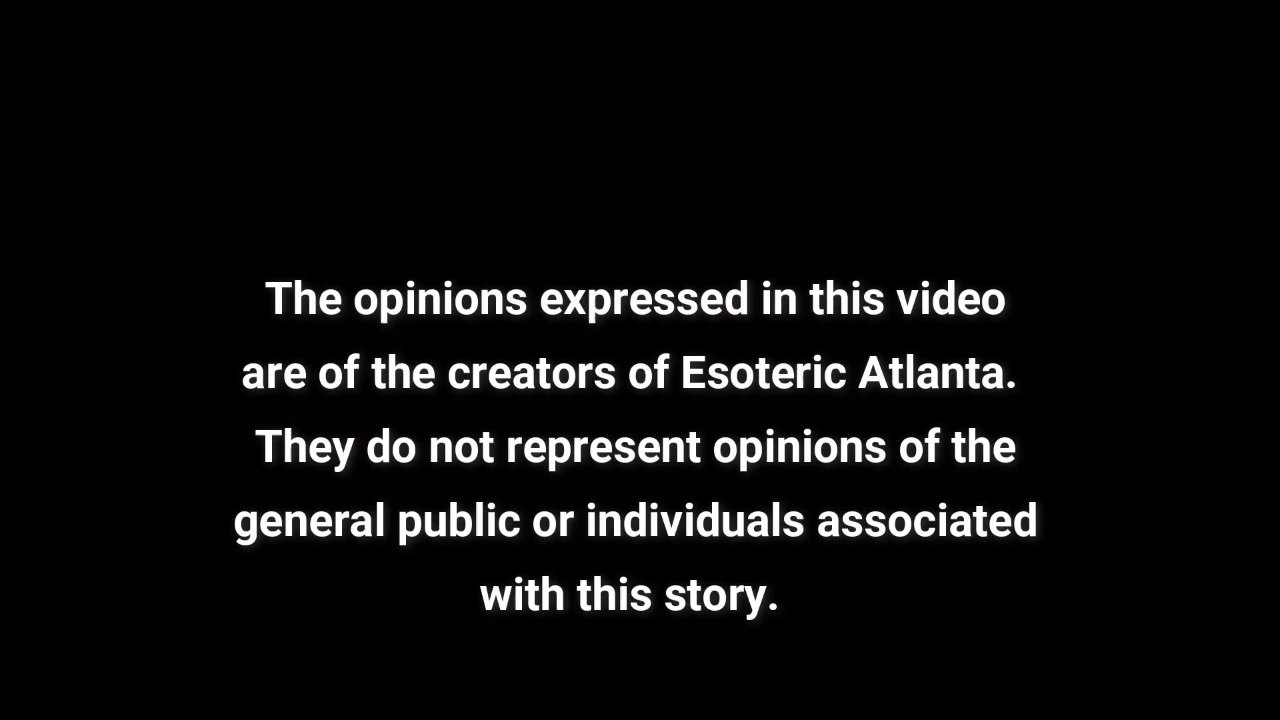 The opinions expressed in this video
are of the creators of Esoteric Atlanta.
They do not represent opinions of the
general public or individuals associated
with this story.